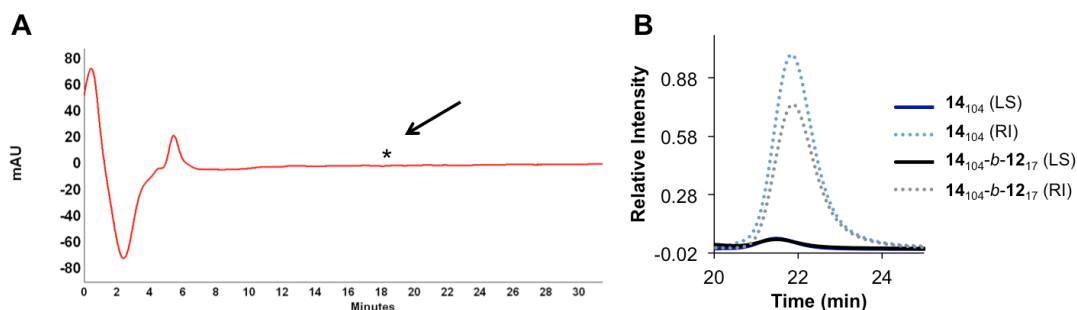 A
80
60
40
20
0
-20
-40
-60
-80
mAU
*
0 2 4 6 8 10 12 14 16 18 20 22 24 26 28 30
Minutes
B
0.88
0.58
0.28
-0.02
Relative Intensity
20 22 24
Time (min)
14₁₀₄ (LS)
14₁₀₄ (RI)
14₁₀₄-b-12₁₇ (LS)
14₁₀₄-b-12₁₇ (RI)